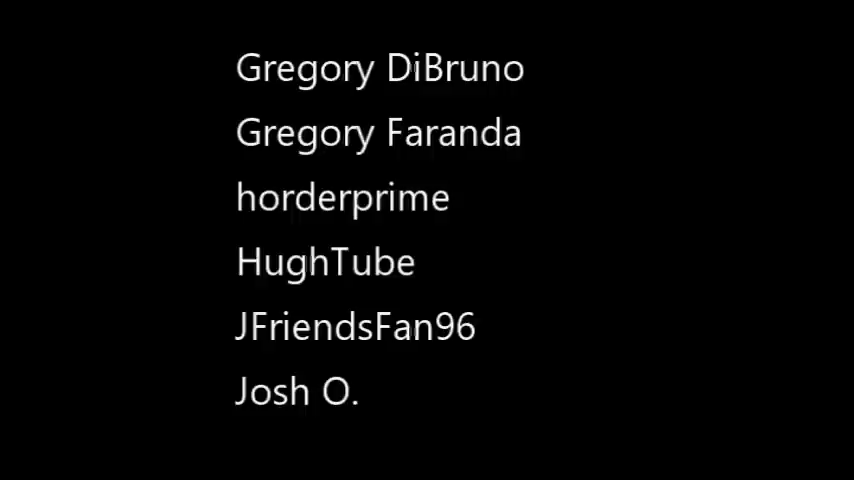 Gregory DiBruno
Gregory Faranda
horderprime
HughTube
JFriendsFan96
Josh O.